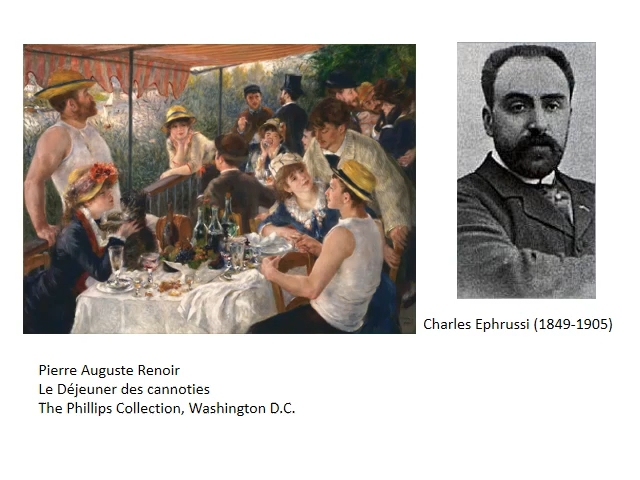 Charles Ephrussi (1849-1905)
Pierre Auguste Renoir
Le Déjeuner des cannoties
The Phillips Collection, Washington D.C.